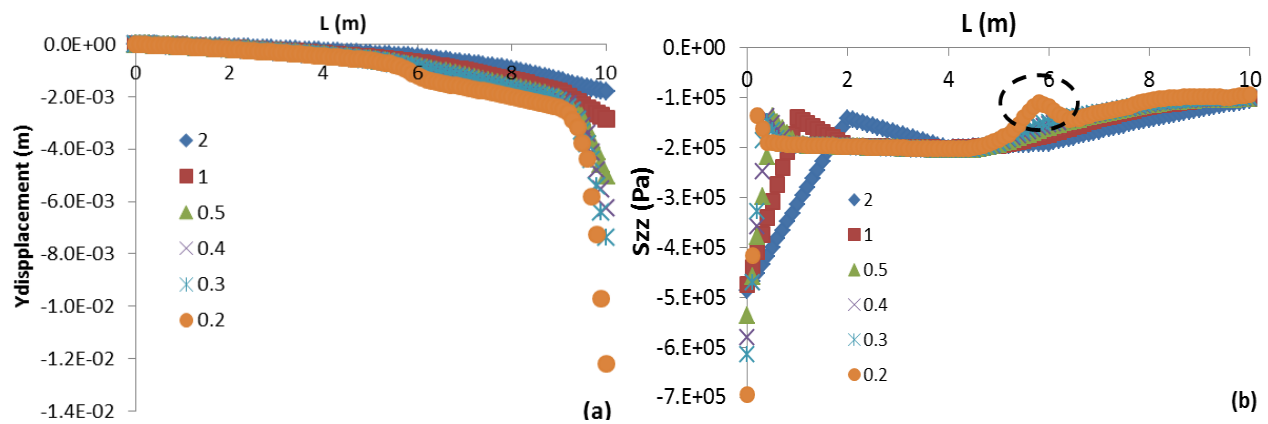 L (m)
0.0E+00
0 2 4 6 8 10
-2.0E-03
-4.0E-03
-6.0E-03
-8.0E-03
-1.0E-02
-1.2E-02
-1.4E-02
Ydispplacement (m)
2
1
0.5
0.4
0.3
0.2
(a)
L (m)
0.E+00
0 2 4 6 8 10
-1.E+05
-2.E+05
-3.E+05
-4.E+05
-5.E+05
-6.E+05
-7.E+05
Szz (Pa)
2
1
0.5
0.4
0.3
0.2
(b)